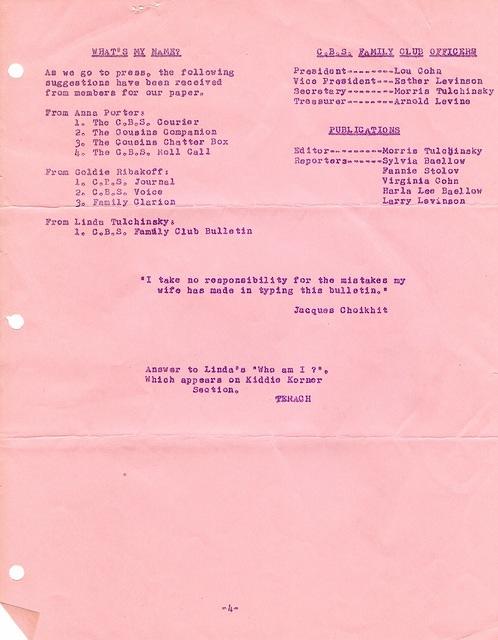 WHAT'S MY NAME?
As we go to press, the following
suggestions have been received
from members for our paper.
From Anna Porter:
1. The C.B.S. Courier
2. The Cousins Companion
3. The Cousins Chatter Box
4. The C.B.S. Roll Call
From Goldie Ribakoff:
1. C.B.S. Journal
2. C.B.S. Voice
3. Family Clarion
From Linda Tulchinsky:
1. C.B.S. Family Club Bulletin
C.B.S. FAMILY CLUB OFFICERS
President--------Lou Cohn
Vice President---Esther Levinson
Secretary--------Morris Tulchinsky
Treasurer--------Arnold Levine
PUBLICATIONS
Editor----------Morris Tulchinsky
Reporters-------Sylvia Baellow
Fannie Stolov
Virginia Cohn
Harla Lee Baellow
Larry Levinson
"I take no responsibility for the mistakes my
wife has made in typing this bulletin."
Jacques Choikhit
Answer to Linda's "Who am I ?",
Which appears on Kiddie Korner
Section.
TERACH
-4-